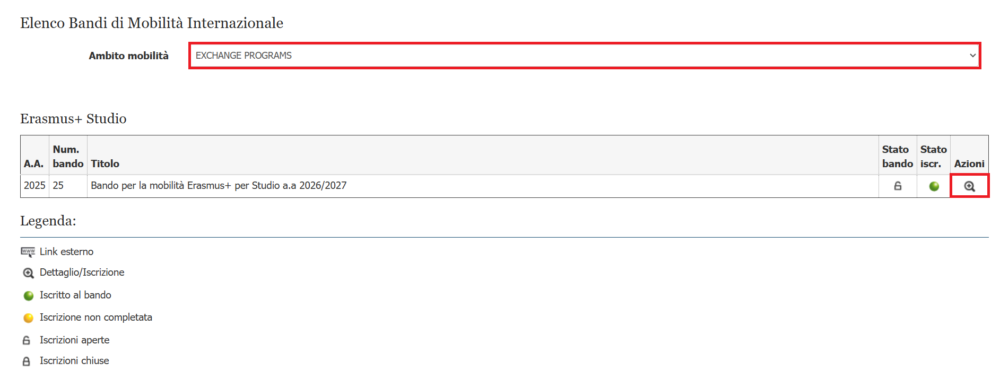 Elenco Bandi di Mobilità Internazionale
Ambito mobilità EXCHANGE PROGRAMS
Erasmus+ Studio
A.A. Num. bando Titolo Stato bando Stato iscr. Azioni
2025 25 Bando per la mobilità Erasmus+ per Studio a.a 2026/2027
Legenda:
www Link esterno
Dettaglio/Iscrizione
Iscritto al bando
Iscrizione non completata
Iscrizioni aperte
Iscrizioni chiuse